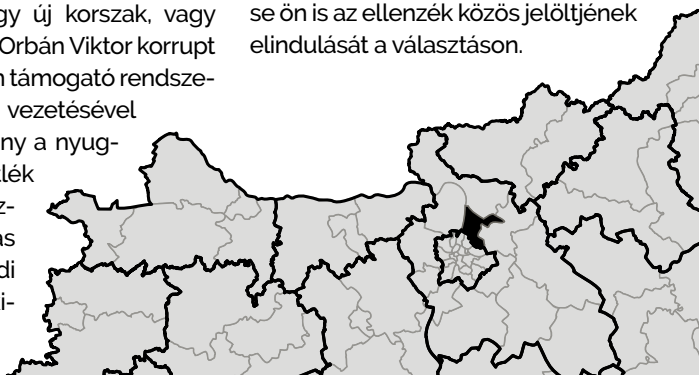 gy új korszak, vagy
Orbán Viktor korrupt
támogató rendsze-
vezetésével
ny a nyug-
lék
z-
as
di
i-
se ön is az ellenzék közös jelöltjének
elindulását a választáson.